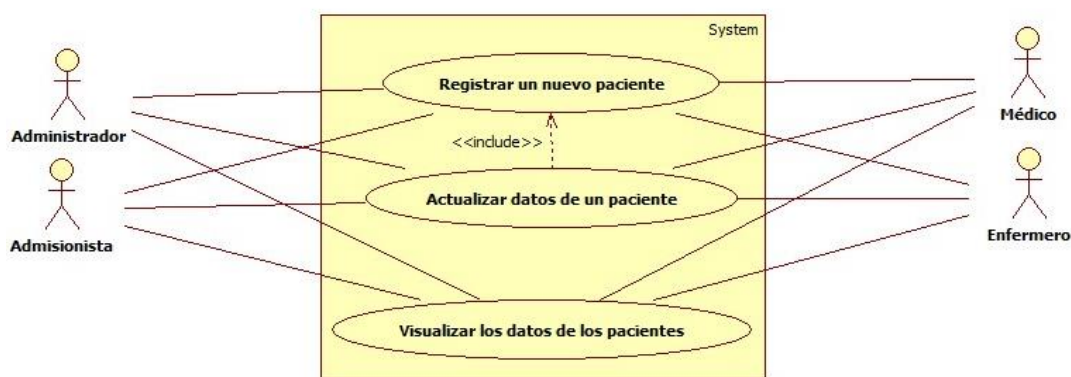 System
Registrar un nuevo paciente
Administrador
Médico
<<include>>
Actualizar datos de un paciente
Admisionista
Enfermero
Visualizar los datos de los pacientes